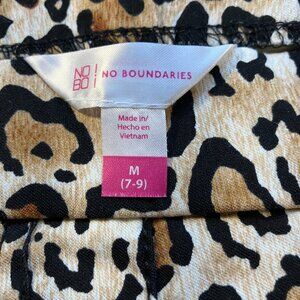 NO
BO! NO BOUNDARIES
Made in/
Hecho en
Vietnam
M
(7-9)